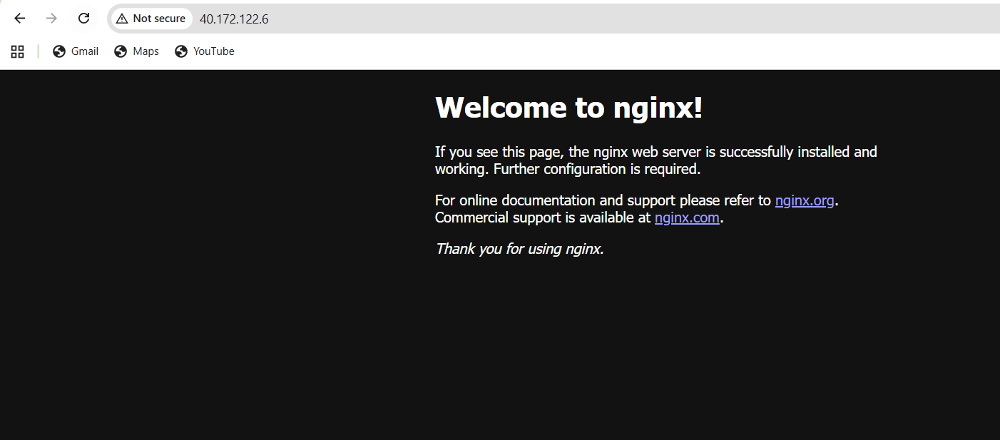 Not secure 40.172.122.6
Gmail Maps YouTube
Welcome to nginx!
If you see this page, the nginx web server is successfully installed and
working. Further configuration is required.
For online documentation and support please refer to nginx.org.
Commercial support is available at nginx.com.
Thank you for using nginx.